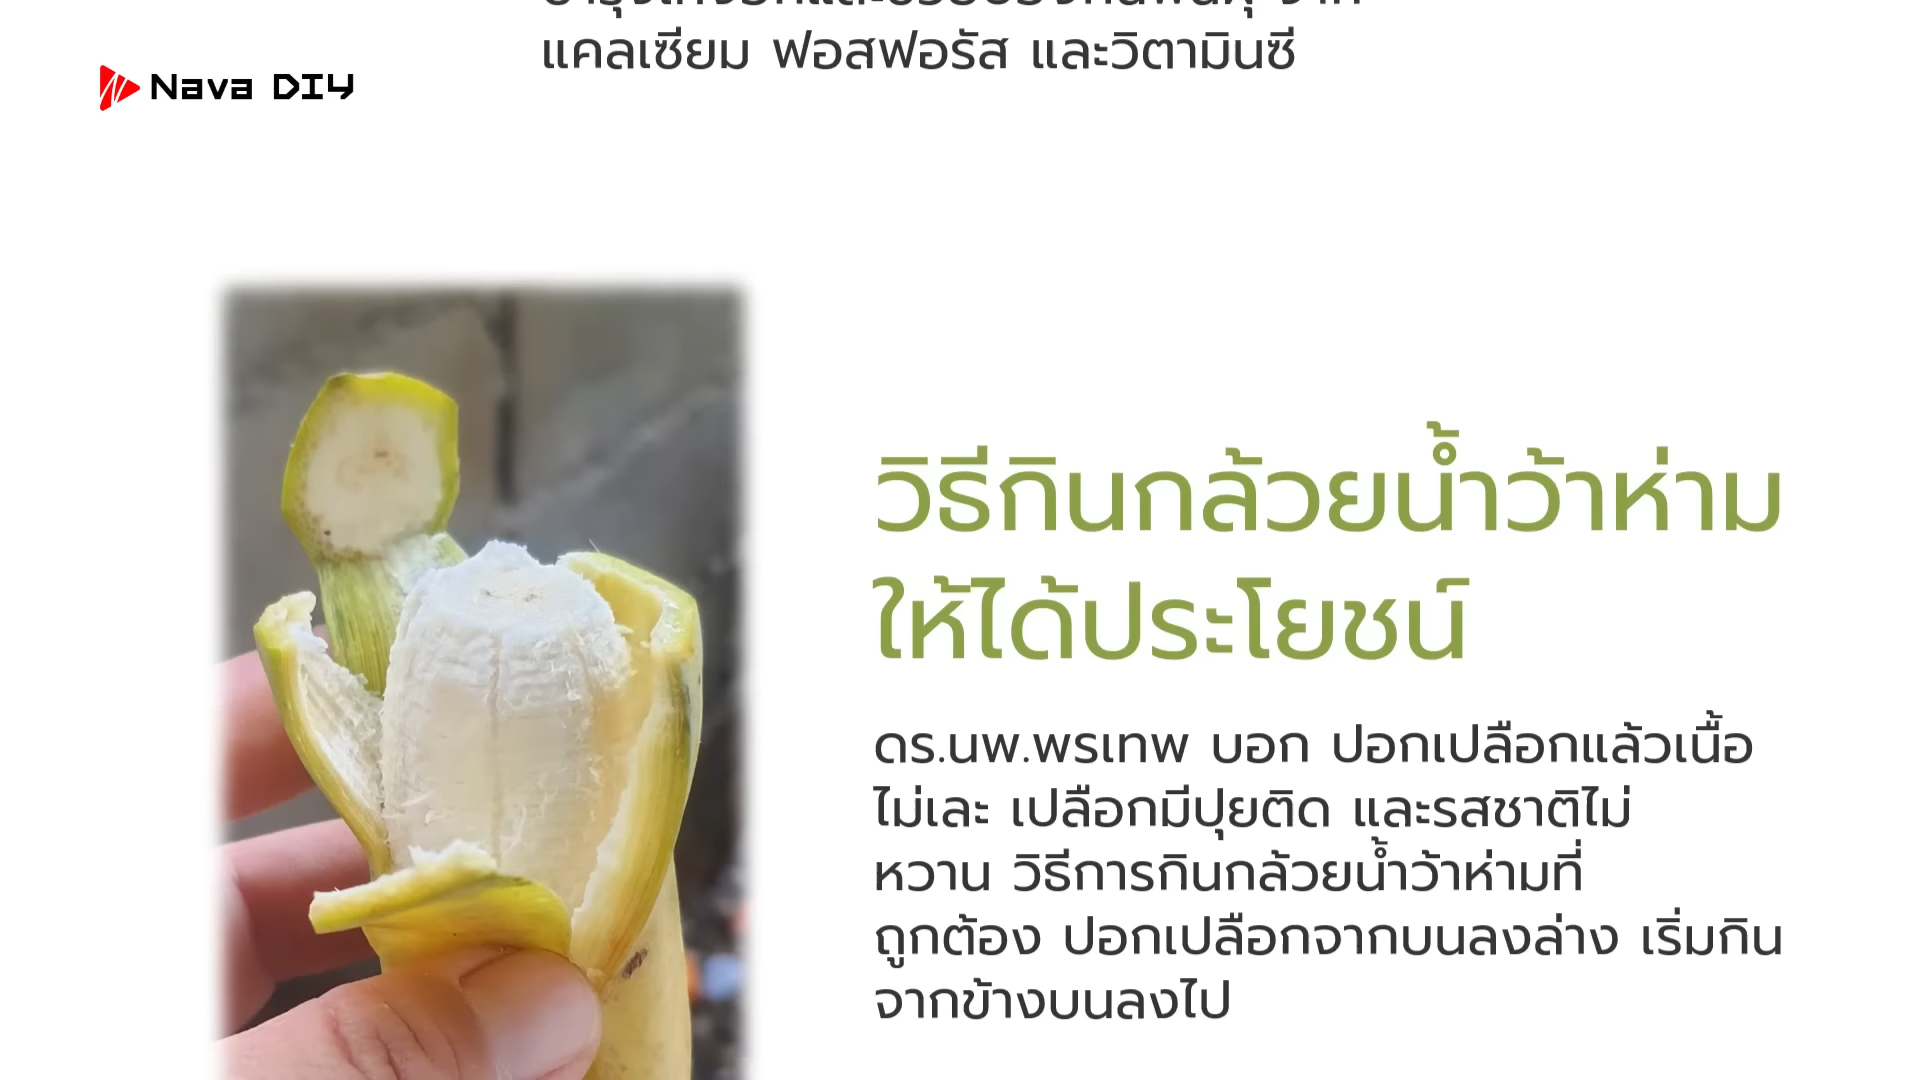 แคลเซียม ฟอสฟอรัส และวิตามินซี
Nava DIY
วิธีกินกล้วยน้ำว้าห่าม
ให้ได้ประโยชน์
ดร.นพ.พรเทพ บอก ปอกเปลือกแล้วเนื้อ
ไม่เละ เปลือกมีปุยติด และรสชาติไม่
หวาน วิธีการกินกล้วยน้ำว้าห่ามที่
ถูกต้อง ปอกเปลือกจากบนลงล่าง เริ่มกิน
จากข้างบนลงไป